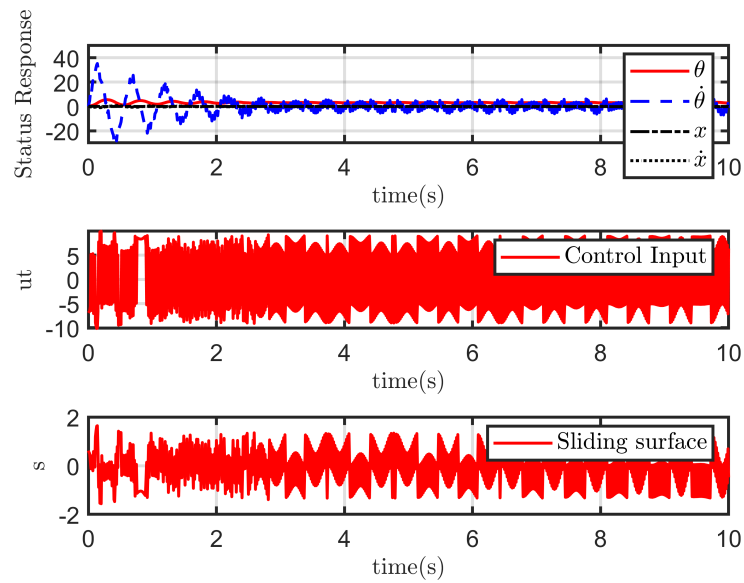 Status Response
40
20
0
-20
θ
θ̇
x
ẋ
0 2 4 6 8 10
time(s)
ut
5
0
-5
-10
Control Input
0 2 4 6 8 10
time(s)
s
2
0
-2
Sliding surface
0 2 4 6 8 10
time(s)